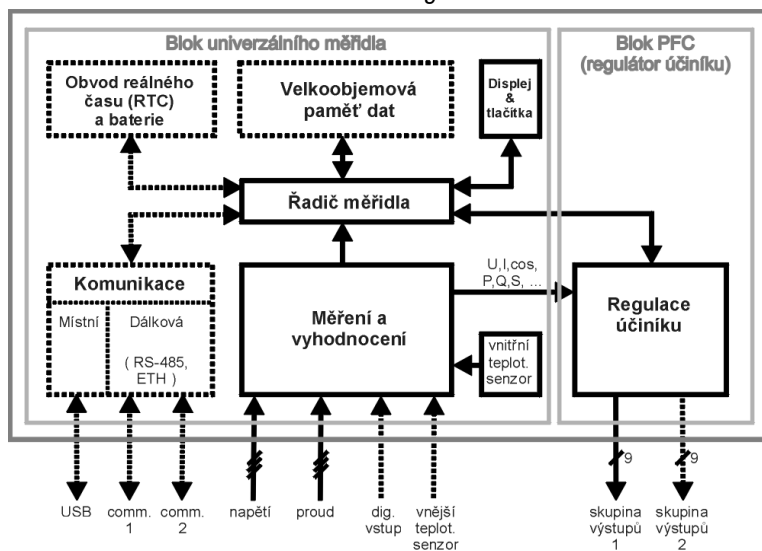 Blok univerzálního měřidla
Blok PFC
(regulátor účiníku)
Obvod reálného
času (RTC)
a baterie
Velkoobjemová
paměť dat
Displej
&
tlačítka
Řadič měřidla
Komunikace
Místní
Dálková
( RS-485,
ETH )
Měření a
vyhodnocení
U,I,cos,
P,Q,S, ...
vnitřní
teplot.
senzor
Regulace
účiníku
9
9
USB
comm.
1
comm.
2
napětí
proud
dig.
vstup
vnější
teplot.
senzor
skupina
výstupů
1
skupina
výstupů
2